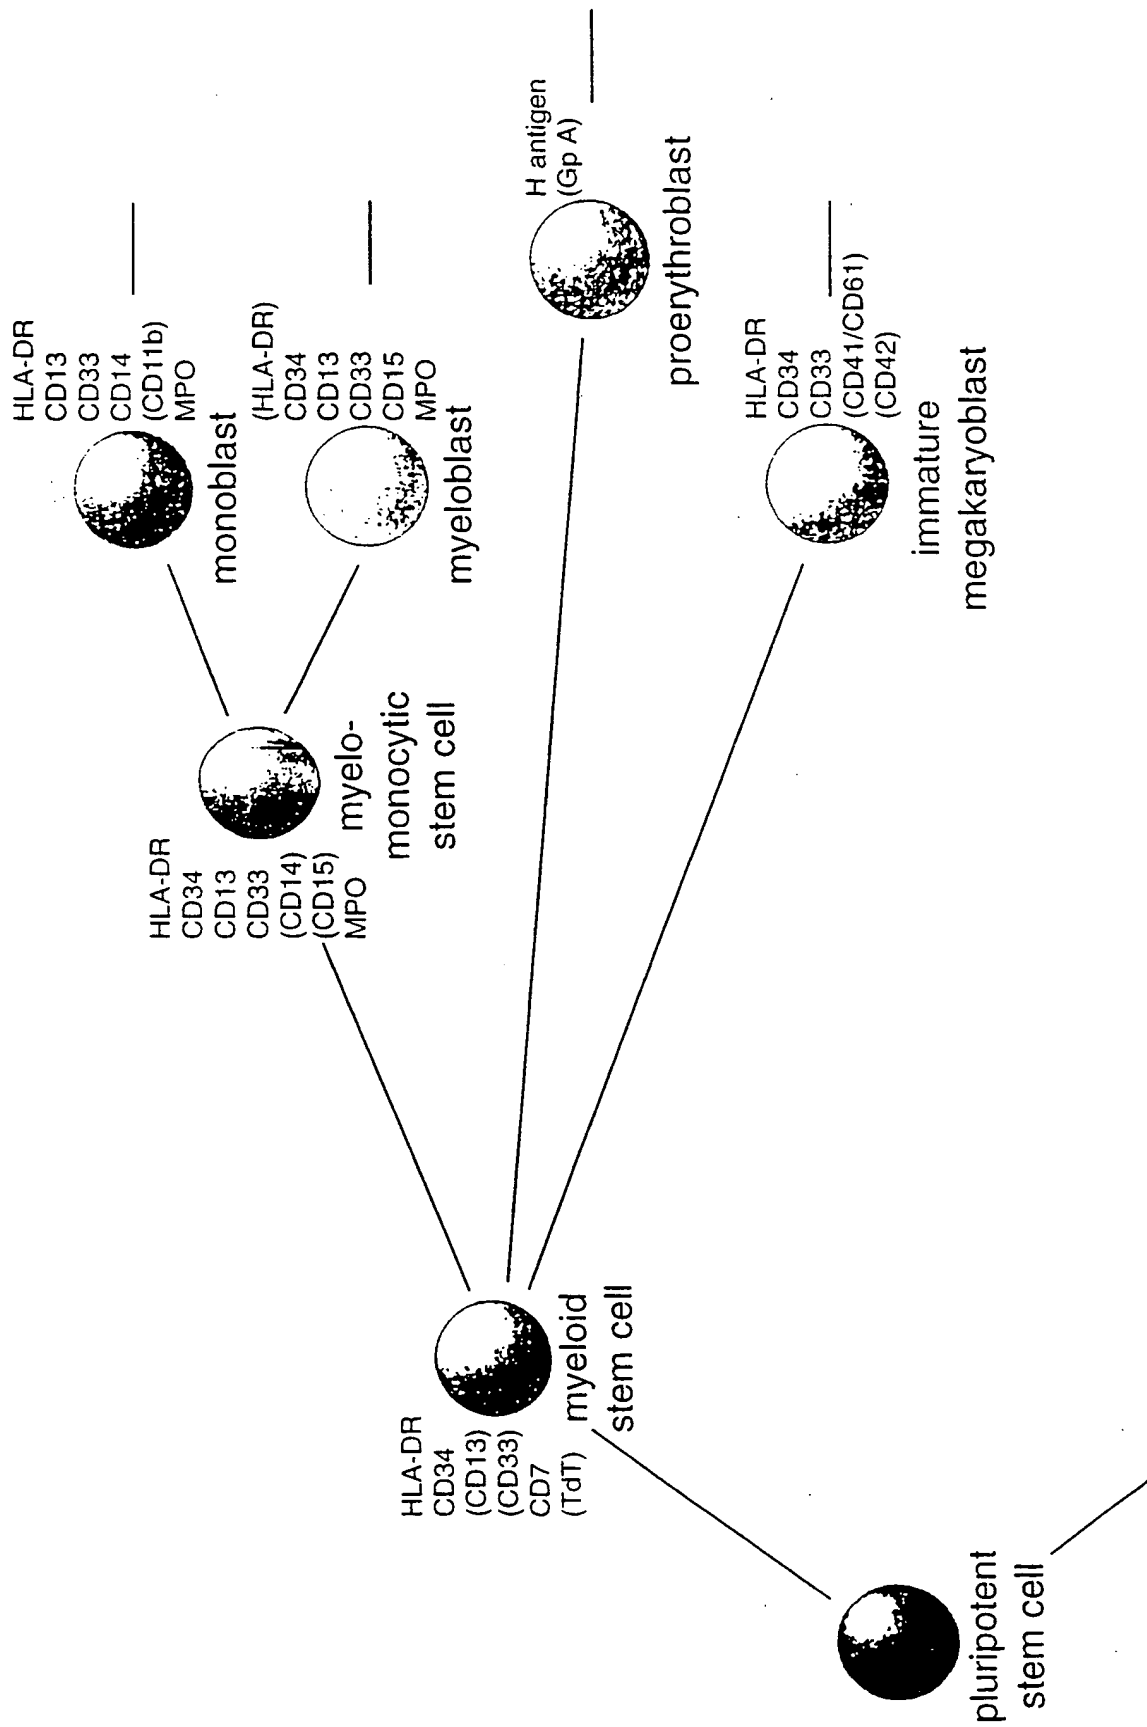 HLA-DR
CD13
CD33
CD14
(CD11b)
MPO
monoblast
(HLA-DR)
CD34
CD13
CD33
CD15
MPO
myeloblast
HLA-DR
CD34
CD13
CD33
(CD14)
(CD15)
MPO
myelo-
monocytic
stem cell
H antigen
(Gp A)
proerythroblast
HLA-DR
CD34
CD33
(CD41/CD61)
(CD42)
immature
megakaryoblast
HLA-DR
CD34
(CD13)
(CD33)
CD7
(TdT)
myeloid
stem cell
pluripotent
stem cell